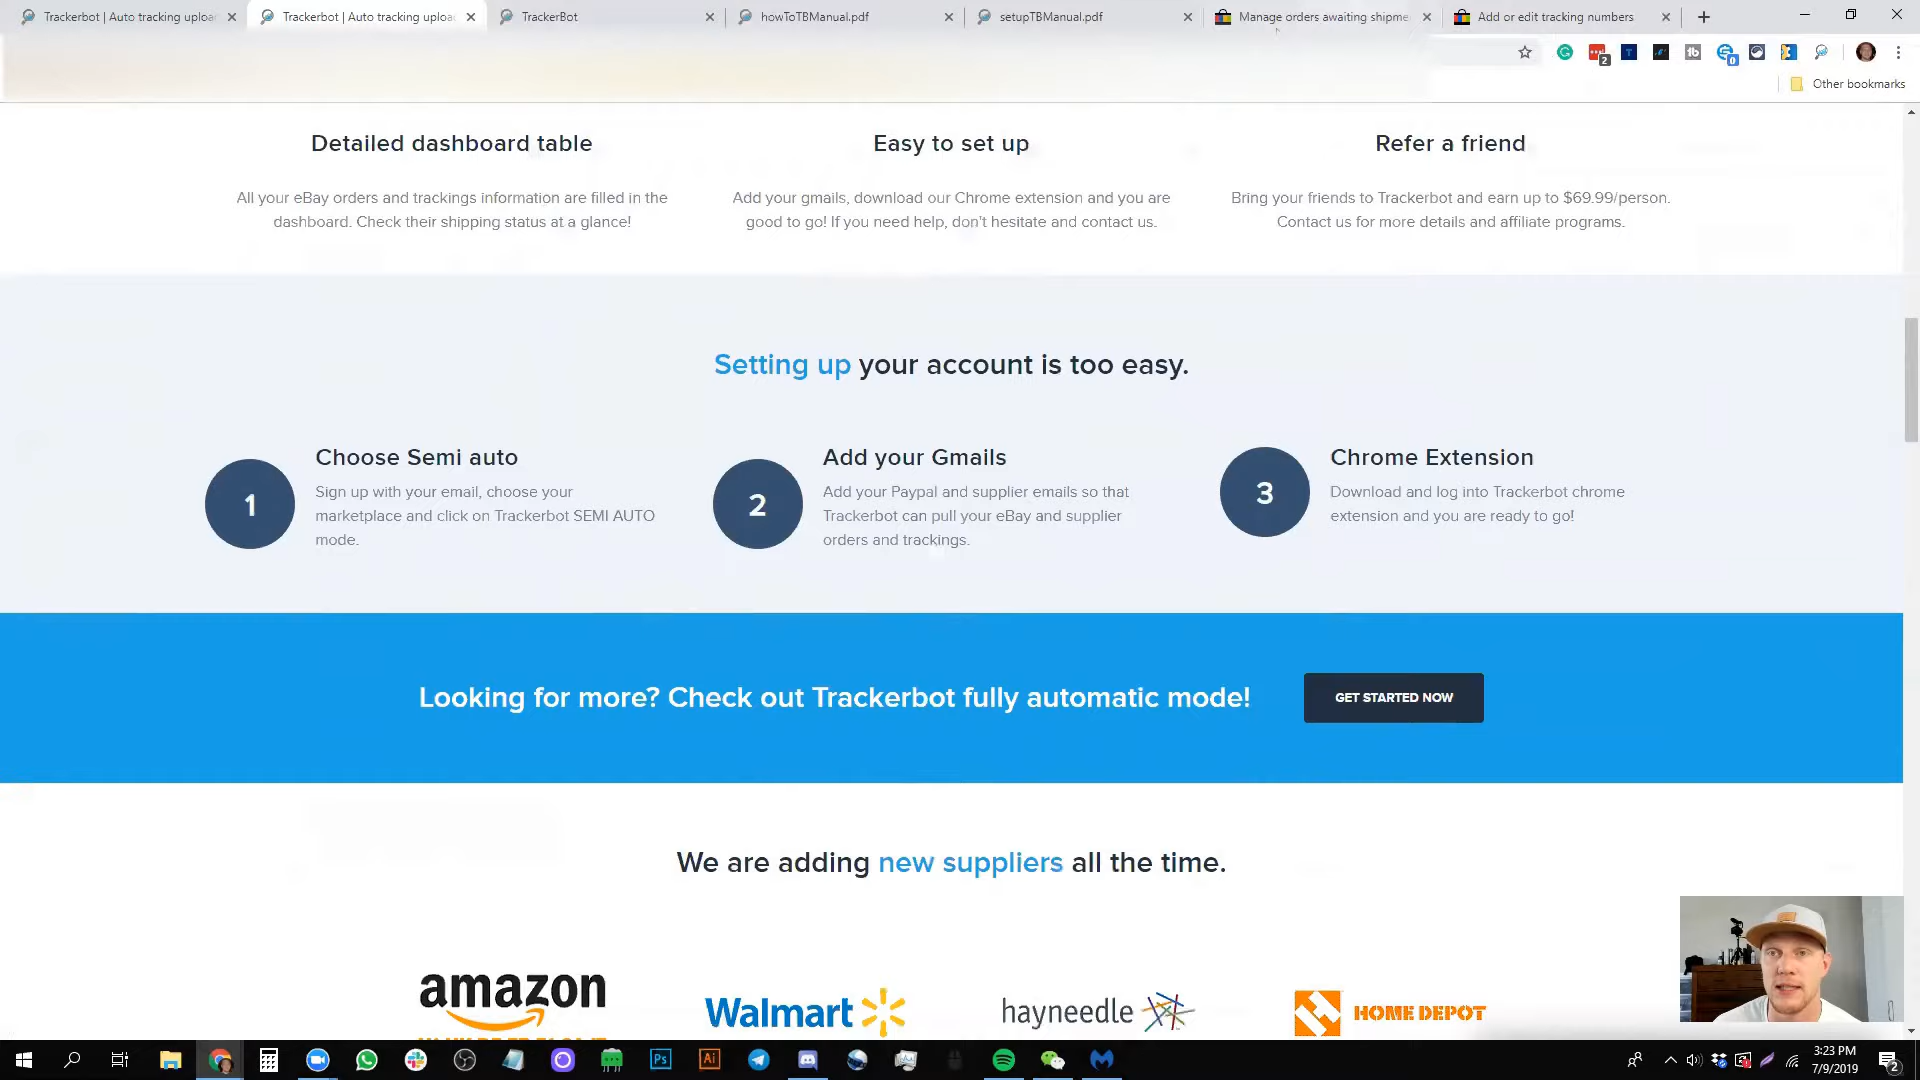 Trackerbot | Auto tracking uploa
Trackerbot | Auto tracking uploa
TrackerBot
howToTBManual.pdf
setupTBManual.pdf
Manage orders awaiting shipme
Add or edit tracking numbers
2
0
Other bookmarks
Detailed dashboard table
All your eBay orders and trackings information are filled in the
dashboard. Check their shipping status at a glance!
Easy to set up
Add your gmails, download our Chrome extension and you are
good to go! If you need help, don't hesitate and contact us.
Refer a friend
Bring your friends to Trackerbot and earn up to $69.99/person.
Contact us for more details and affiliate programs.
Setting up your account is too easy.
1
Choose Semi auto
Sign up with your email, choose your
marketplace and click on Trackerbot SEMI AUTO
mode.
2
Add your Gmails
Add your Paypal and supplier emails so that
Trackerbot can pull your eBay and supplier
orders and trackings.
3
Chrome Extension
Download and log into Trackerbot chrome
extension and you are ready to go!
Looking for more? Check out Trackerbot fully automatic mode!
GET STARTED NOW
We are adding new suppliers all the time.
amazon
Walmart
hayneedle
HOME DEPOT
Ps
Ai
3:23 PM
7/9/2019
2